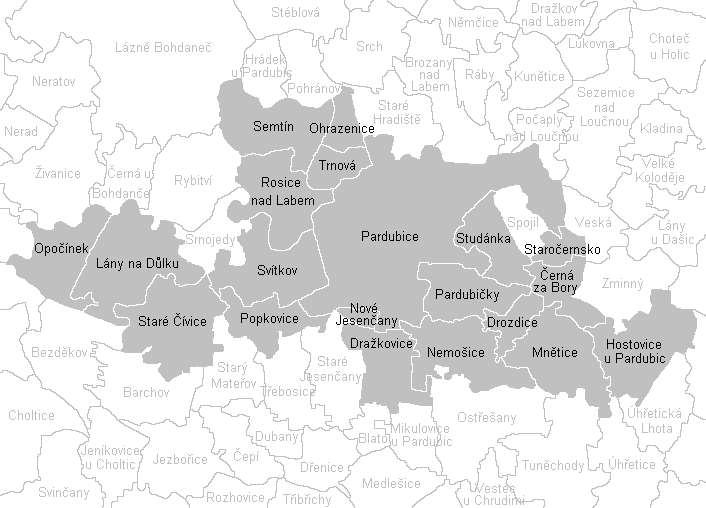 Stéblová
Dražkov
nad Labem
Němčice
Lázně Bohdaneč
Srch
Lukovna
Choteč
u Holic
Hrádek
u Pardubic
Brozany
nad
Labem
Ráby
Kunětice
Neratov
Pohránov
Sezemice
nad
Loučnou
Staré
Hradiště
Semtín
Ohrazenice
Počaply
nad Loučnou
Kladina
Nerad
Živanice
Černá u
Bohdanče
Rybitví
Trnová
Velké
Koloděje
Rosice
nad Labem
Spojil
Veská
Lány
u Dašic
Opočínek
Srnojedy
Pardubice
Studánka
Staročernsko
Lány na Důlku
Svítkov
Černá
za Bory
Zminný
Pardubičky
Staré Čívice
Popkovice
Nové
Jesenčany
Drozdice
Dražkovice
Nemošice
Mnětice
Hostovice
u Pardubic
Bezděkov
Starý
Mateřov
Staré
Jesenčany
Barchov
Třebosice
Choltice
Ostřešany
Úhřetická
Lhota
Mikulovice
u Pardubic
Blato
Dubany
Jeníkovice
u Choltic
Jezbořice
Čepí
Dřenice
Tuněchody
Úhřetice
Medlešice
Svinčany
Rozhovice
Třibřichy
Vestec
u Chrudimi